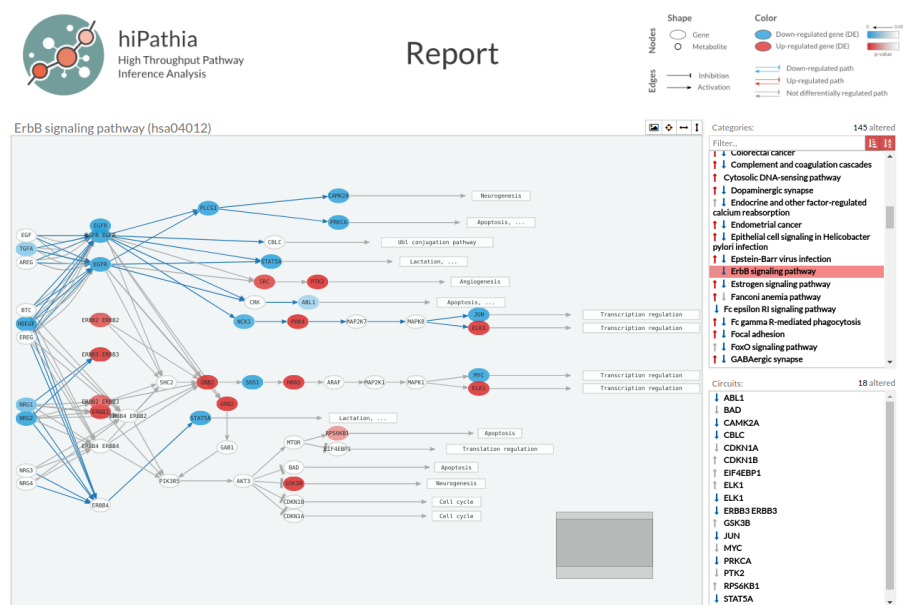 hiPathia
High Throughput Pathway
Inference Analysis
Report
Shape
Color
Nodes
Gene
Metabolite
Down-regulated gene (DE)
Up-regulated gene (DE)
p-value
Edges
Inhibition
Activation
Down-regulated path
Up-regulated path
Not differentially regulated path
ErbB signaling pathway (hsa04012)
CAMK2A
Neurogenesis
PLCG1
PRKCA
Apoptosis, ...
EGFR
EGF
TGFA
AREG
CBLC
Ubl conjugation pathway
EGFR
STAT5A
Lactation, ...
SRC
PTK2
Angiogenesis
CRK
ABL1
Apoptosis, ...
BTC
HBEGF
EREG
ERBB2 ERBB2
NCK1
PAK4
MAP2K7
MAPK8
JUN
Transcription regulation
ELK1
Transcription regulation
ERBB3 ERBB3
SHC2
GRB2
SOS1
HRAS
ARAF
MAP2K1
MAPK1
MYC
Transcription regulation
ELK1
Transcription regulation
NRG1
NRG2
ERBB2 ERBB3
ERBB4 ERBB2
GRB2
STAT5A
Lactation, ...
ERBB4 ERBB4
GAB1
MTOR
RPS6KB1
Apoptosis
EIF4EBP1
Translation regulation
NRG3
NRG4
PIK3R5
AKT3
BAD
Apoptosis
GSK3B
Neurogenesis
CDKN1B
Cell cycle
CDKN1A
Cell cycle
ERBB4
Categories:
145 altered
Filter...
Colorectal cancer
Complement and coagulation cascades
Cytosolic DNA-sensing pathway
Dopaminergic synapse
Endocrine and other factor-regulated
calcium reabsorption
Endometrial cancer
Epithelial cell signaling in Helicobacter
pylori infection
Epstein-Barr virus infection
ErbB signaling pathway
Estrogen signaling pathway
Fanconi anemia pathway
Fc epsilon RI signaling pathway
Fc gamma R-mediated phagocytosis
Focal adhesion
FoxO signaling pathway
GABAergic synapse
Circuits:
18 altered
ABL1
BAD
CAMK2A
CBLC
CDKN1A
CDKN1B
EIF4EBP1
ELK1
ELK1
ERBB3 ERBB3
GSK3B
JUN
MYC
PRKCA
PTK2
RPS6KB1
STAT5A